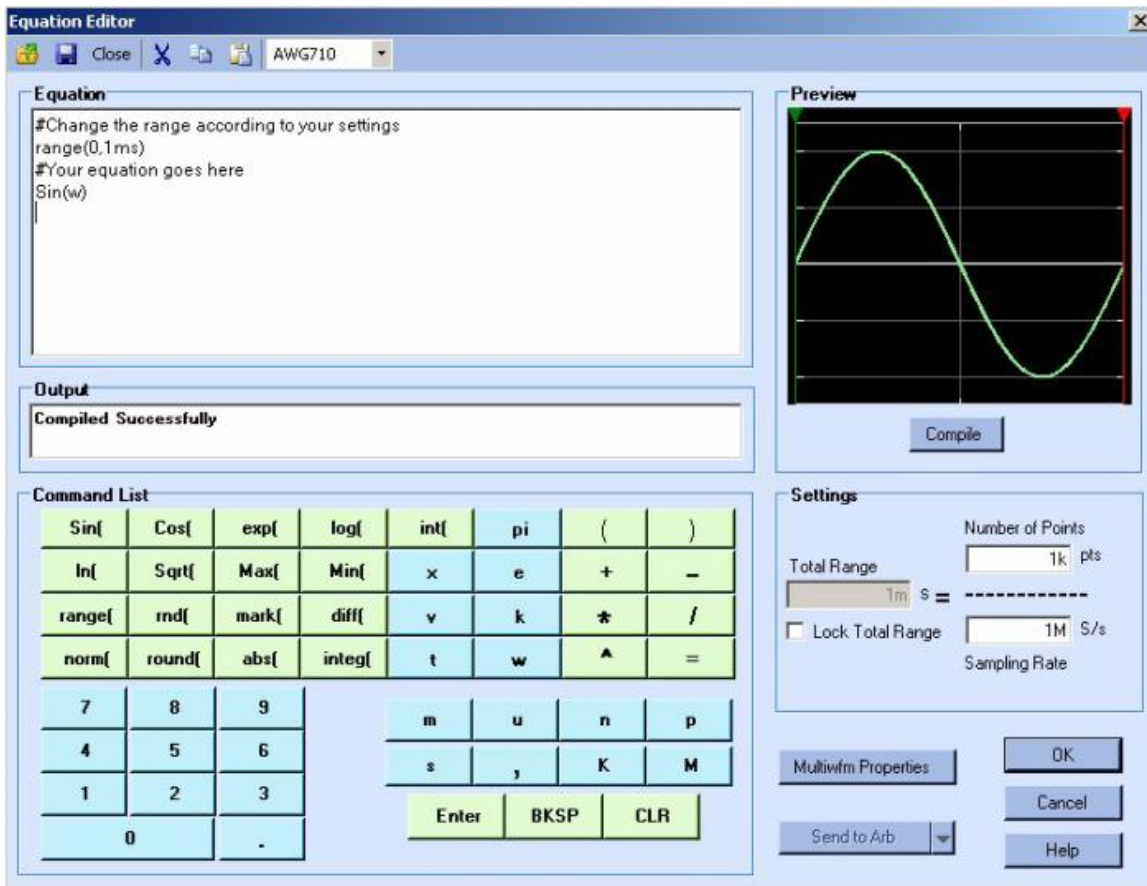 Equation Editor
Close AWG710
Equation
#Change the range according to your settings
range(0,1ms)
#Your equation goes here
Sin(w)
Preview
Output
Compiled Successfully
Compile
Command List
Sin( Cos( exp( log( int( pi ( )
ln( Sqrt( Max( Min( x e + −
range( rnd( mark( diff( v k * /
norm( round( abs( integ( t w ^ =
7 8 9
4 5 6
1 2 3
0 .
m u n p
s , K M
Enter BKSP CLR
Settings
Number of Points
1k pts
Total Range
1m s = ------------
Lock Total Range
1M S/s
Sampling Rate
Multiwfm Properties
Send to Arb
OK
Cancel
Help